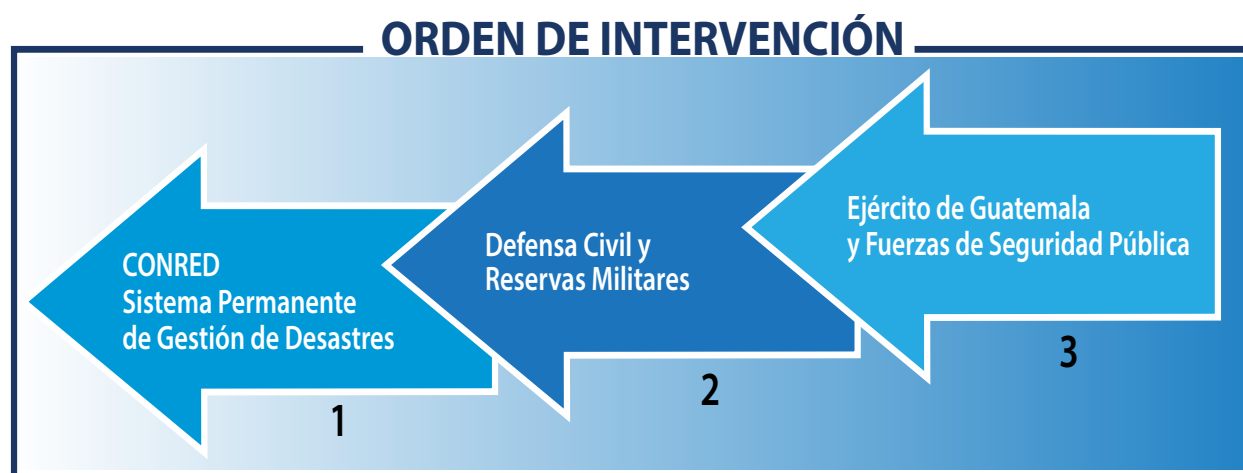 ORDEN DE INTERVENCIÓN
CONRED
Sistema Permanente
de Gestión de Desastres
1
Defensa Civil y
Reservas Militares
2
Ejército de Guatemala
y Fuerzas de Seguridad Pública
3